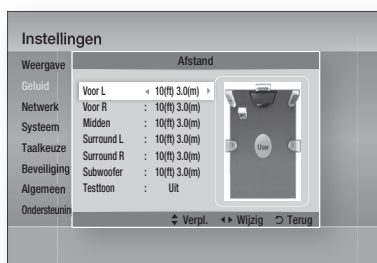 Instellingen
Weergave
Geluid
Netwerk
Systeem
Taalkeuze
Beveiliging
Algemeen
Ondersteunin
Afstand
Voor L ◀ 10(ft) 3.0(m) ▶
Voor R : 10(ft) 3.0(m)
Midden : 10(ft) 3.0(m)
Surround L : 10(ft) 3.0(m)
Surround R : 10(ft) 3.0(m)
Subwoofer : 10(ft) 3.0(m)
Testtoon : Uit
User
Verpl. Wijzig Terug